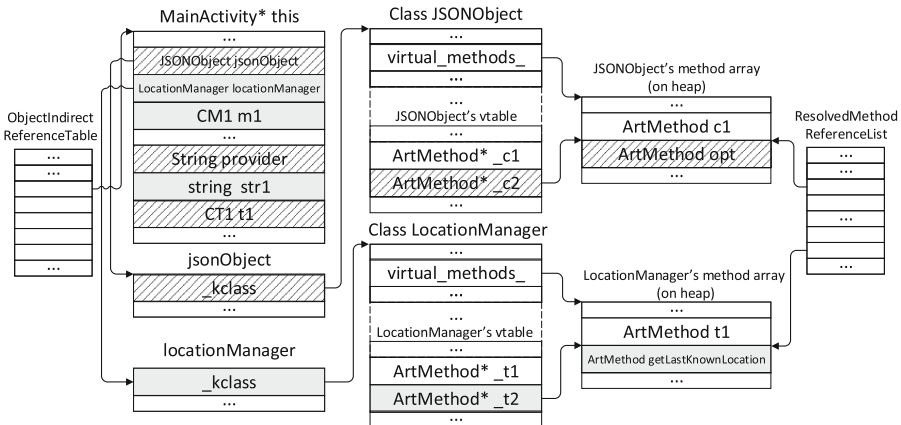 ObjectIndirect
ReferenceTable
...
...
...
MainActivity* this
...
JSONObject jsonObject
LocationManager locationManager
CM1 m1
...
String provider
string str1
CT1 t1
...
jsonObject
_kclass
...
locationManager
_kclass
...
Class JSONObject
...
virtual_methods_
...
...
JSONObject's vtable
...
ArtMethod* _c1
ArtMethod* _c2
...
Class LocationManager
...
virtual_methods_
...
...
LocationManager's vtable
...
ArtMethod* _t1
ArtMethod* _t2
...
JSONObject's method array
(on heap)
...
ArtMethod c1
ArtMethod opt
...
LocationManager's method array
(on heap)
...
ArtMethod t1
ArtMethod getLastKnownLocation
...
ResolvedMethod
ReferenceList
...
...
...
...